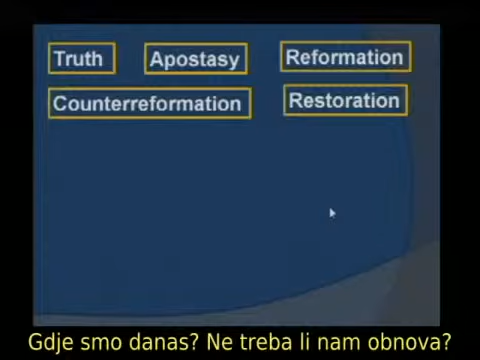 Truth Apostasy Reformation
Counterreformation Restoration
Gdje smo danas? Ne treba li nam obnova?